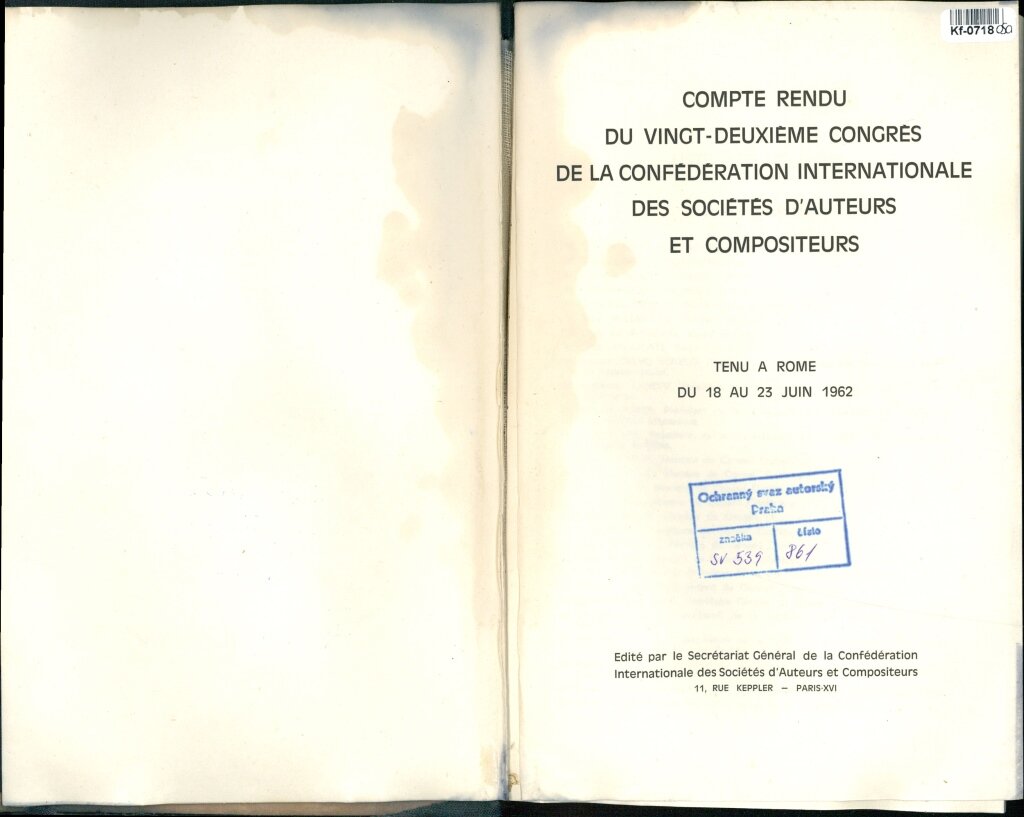 Kf-0718
COMPTE RENDU
DU VINGT-DEUXIÈME CONGRÈS
DE LA CONFÉDÉRATION INTERNATIONALE
DES SOCIÉTÉS D'AUTEURS
ET COMPOSITEURS
TENU A ROME
DU 18 AU 23 JUIN 1962
Ochranný svaz autorský
Praha
značka číslo
SV 539 861
Edité par le Secrétariat Général de la Confédération
Internationale des Sociétés d'Auteurs et Compositeurs
11, RUE KEPPLER — PARIS-XVI